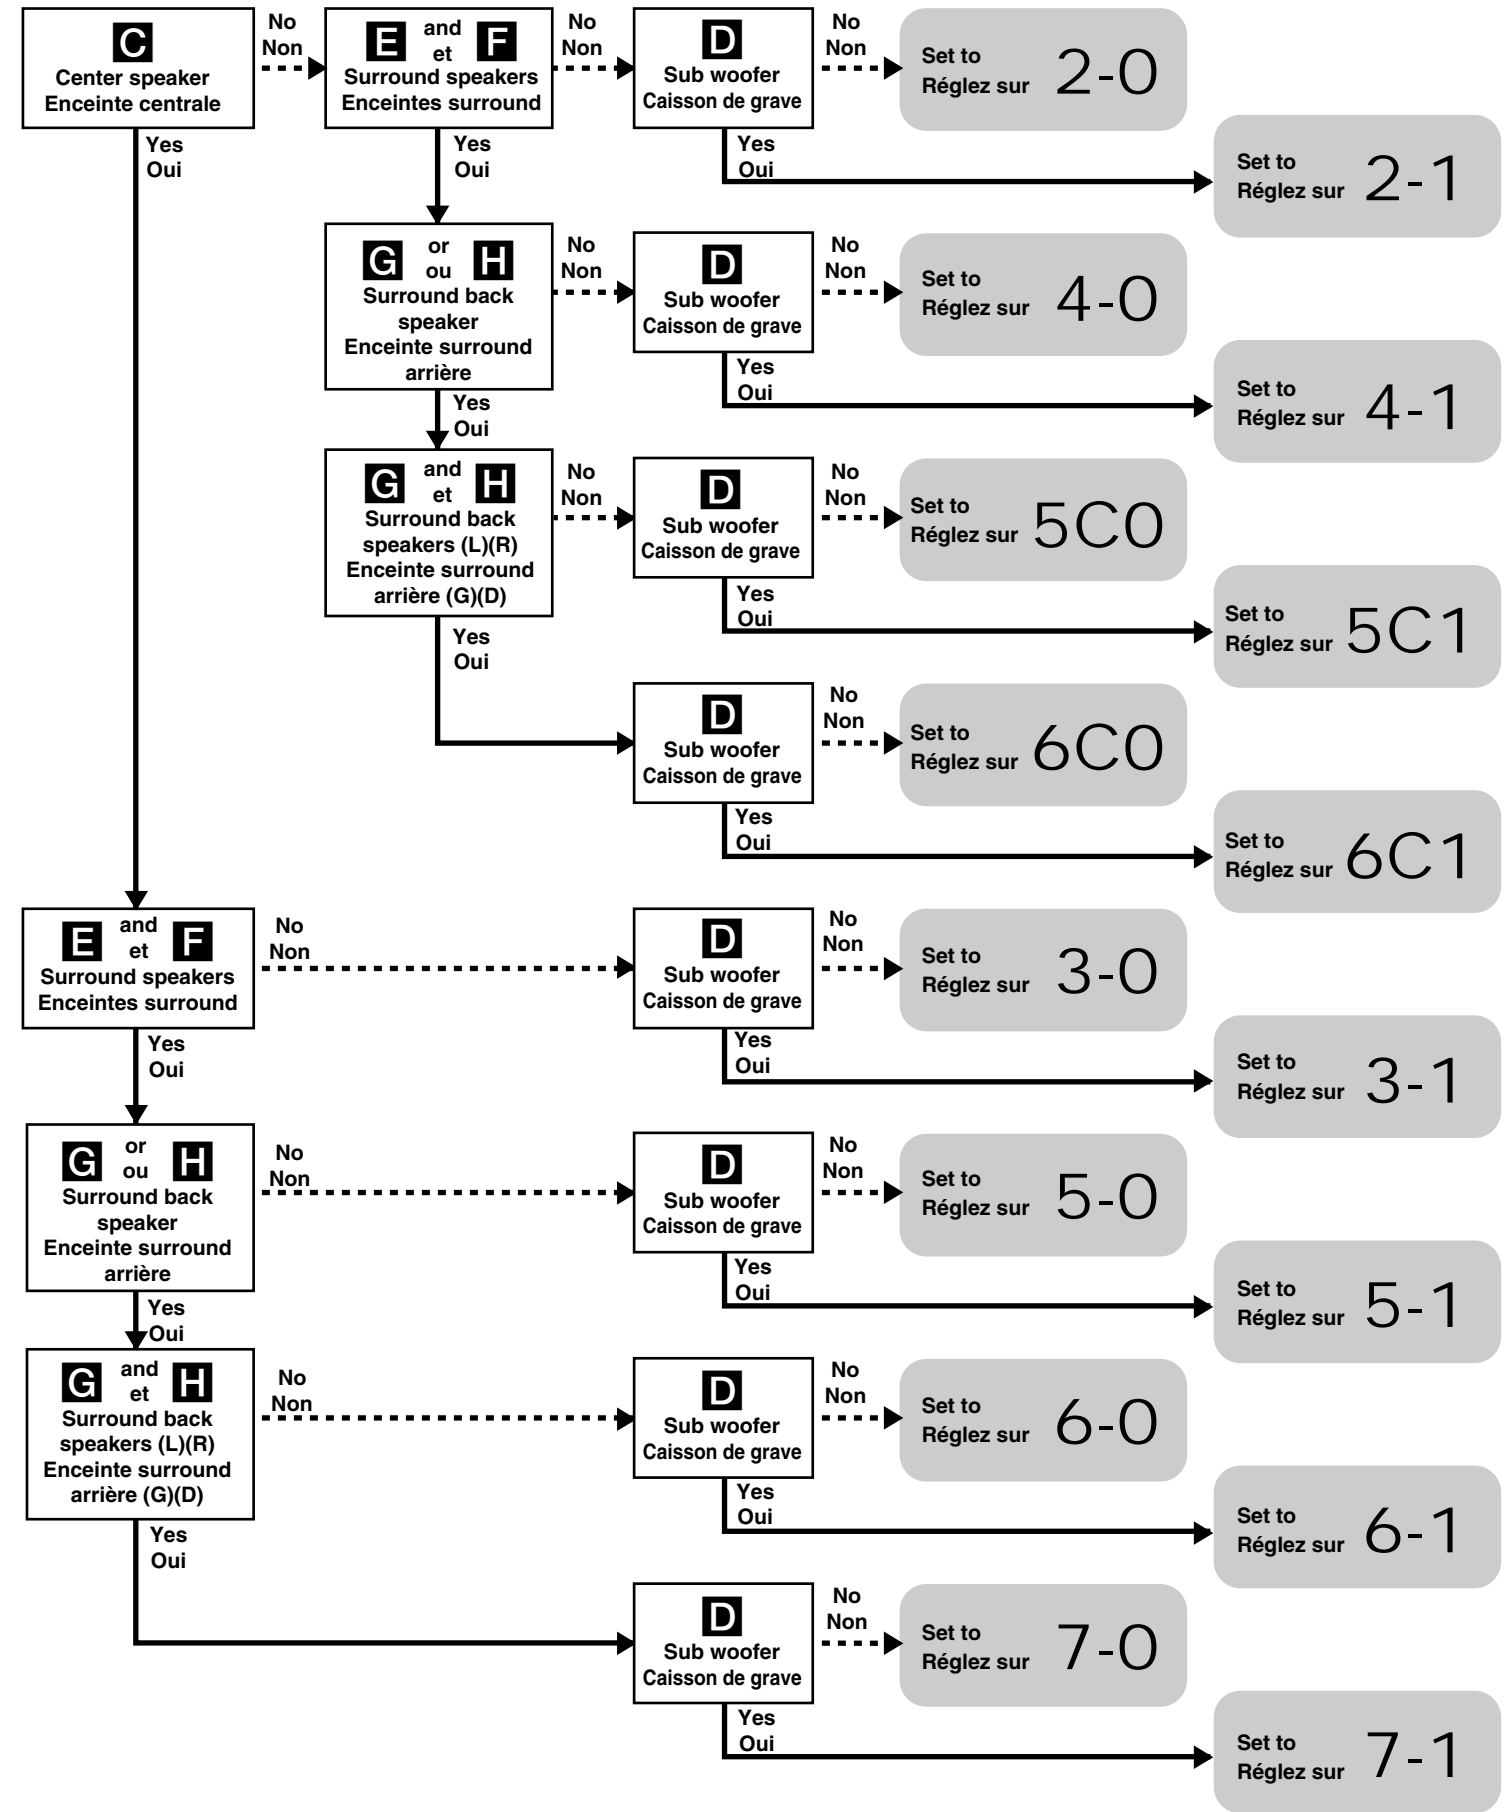 C
Center speaker
Enceinte centrale
No
Non
Yes
Oui
E and F
et
Surround speakers
Enceintes surround
No
Non
Yes
Oui
D
Sub woofer
Caisson de grave
No
Non
Yes
Oui
Set to
Réglez sur 2-0
Set to
Réglez sur 2-1
G or H
ou
Surround back
speaker
Enceinte surround
arrière
No
Non
Yes
Oui
D
Sub woofer
Caisson de grave
No
Non
Yes
Oui
Set to
Réglez sur 4-0
Set to
Réglez sur 4-1
G and H
et
Surround back
speakers (L)(R)
Enceinte surround
arrière (G)(D)
No
Non
Yes
Oui
D
Sub woofer
Caisson de grave
No
Non
Yes
Oui
Set to
Réglez sur 5C0
Set to
Réglez sur 5C1
D
Sub woofer
Caisson de grave
No
Non
Yes
Oui
Set to
Réglez sur 6C0
Set to
Réglez sur 6C1
E and F
et
Surround speakers
Enceintes surround
No
Non
Yes
Oui
D
Sub woofer
Caisson de grave
No
Non
Yes
Oui
Set to
Réglez sur 3-0
Set to
Réglez sur 3-1
G or H
ou
Surround back
speaker
Enceinte surround
arrière
No
Non
Yes
Oui
D
Sub woofer
Caisson de grave
No
Non
Yes
Oui
Set to
Réglez sur 5-0
Set to
Réglez sur 5-1
G and H
et
Surround back
speakers (L)(R)
Enceinte surround
arrière (G)(D)
No
Non
Yes
Oui
D
Sub woofer
Caisson de grave
No
Non
Yes
Oui
Set to
Réglez sur 6-0
Set to
Réglez sur 6-1
D
Sub woofer
Caisson de grave
No
Non
Yes
Oui
Set to
Réglez sur 7-0
Set to
Réglez sur 7-1